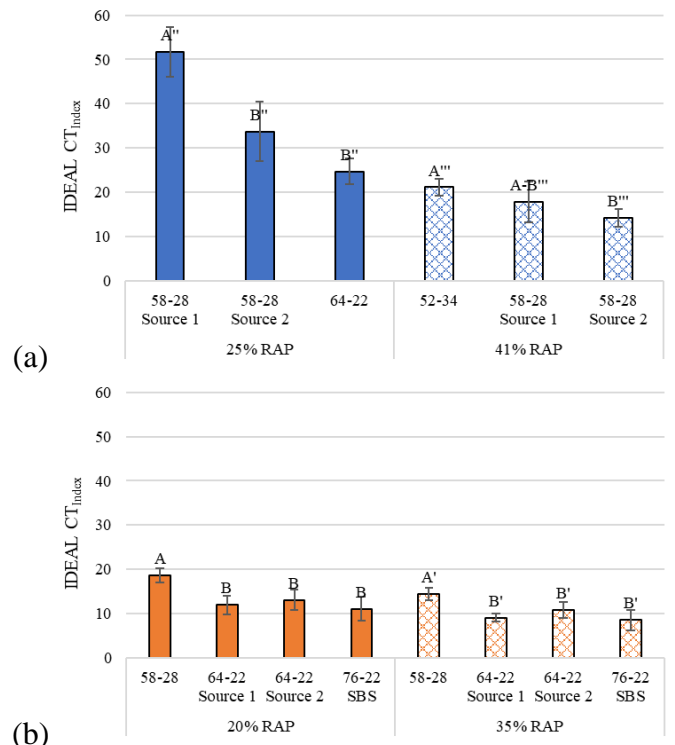 60
50
40
30
20
10
0
IDEAL CT_Index
A''
B''
B''
A'''
A-B'''
B'''
58-28 58-28 64-22 52-34 58-28 58-28
Source 1 Source 2 Source 1 Source 2
25% RAP 41% RAP
(a)
60
50
40
30
20
10
0
IDEAL CT_Index
A
B
B
B
A'
B'
B'
B'
58-28 64-22 64-22 76-22 58-28 64-22 64-22 76-22
Source 1 Source 2 SBS Source 1 Source 2 SBS
20% RAP 35% RAP
(b)